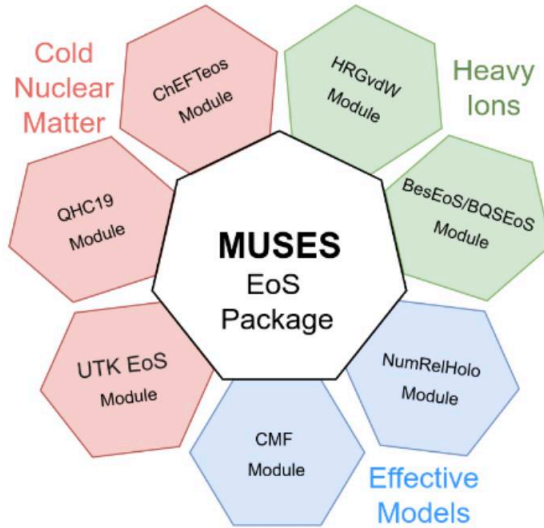 Cold
Nuclear
Matter
ChEFTeos
Module
HRGvdW
Module
Heavy
Ions
QHC19
Module
BesEoS/BQSEoS
Module
MUSES
EoS
Package
UTK EoS
Module
NumRelHolo
Module
CMF
Module
Effective
Models